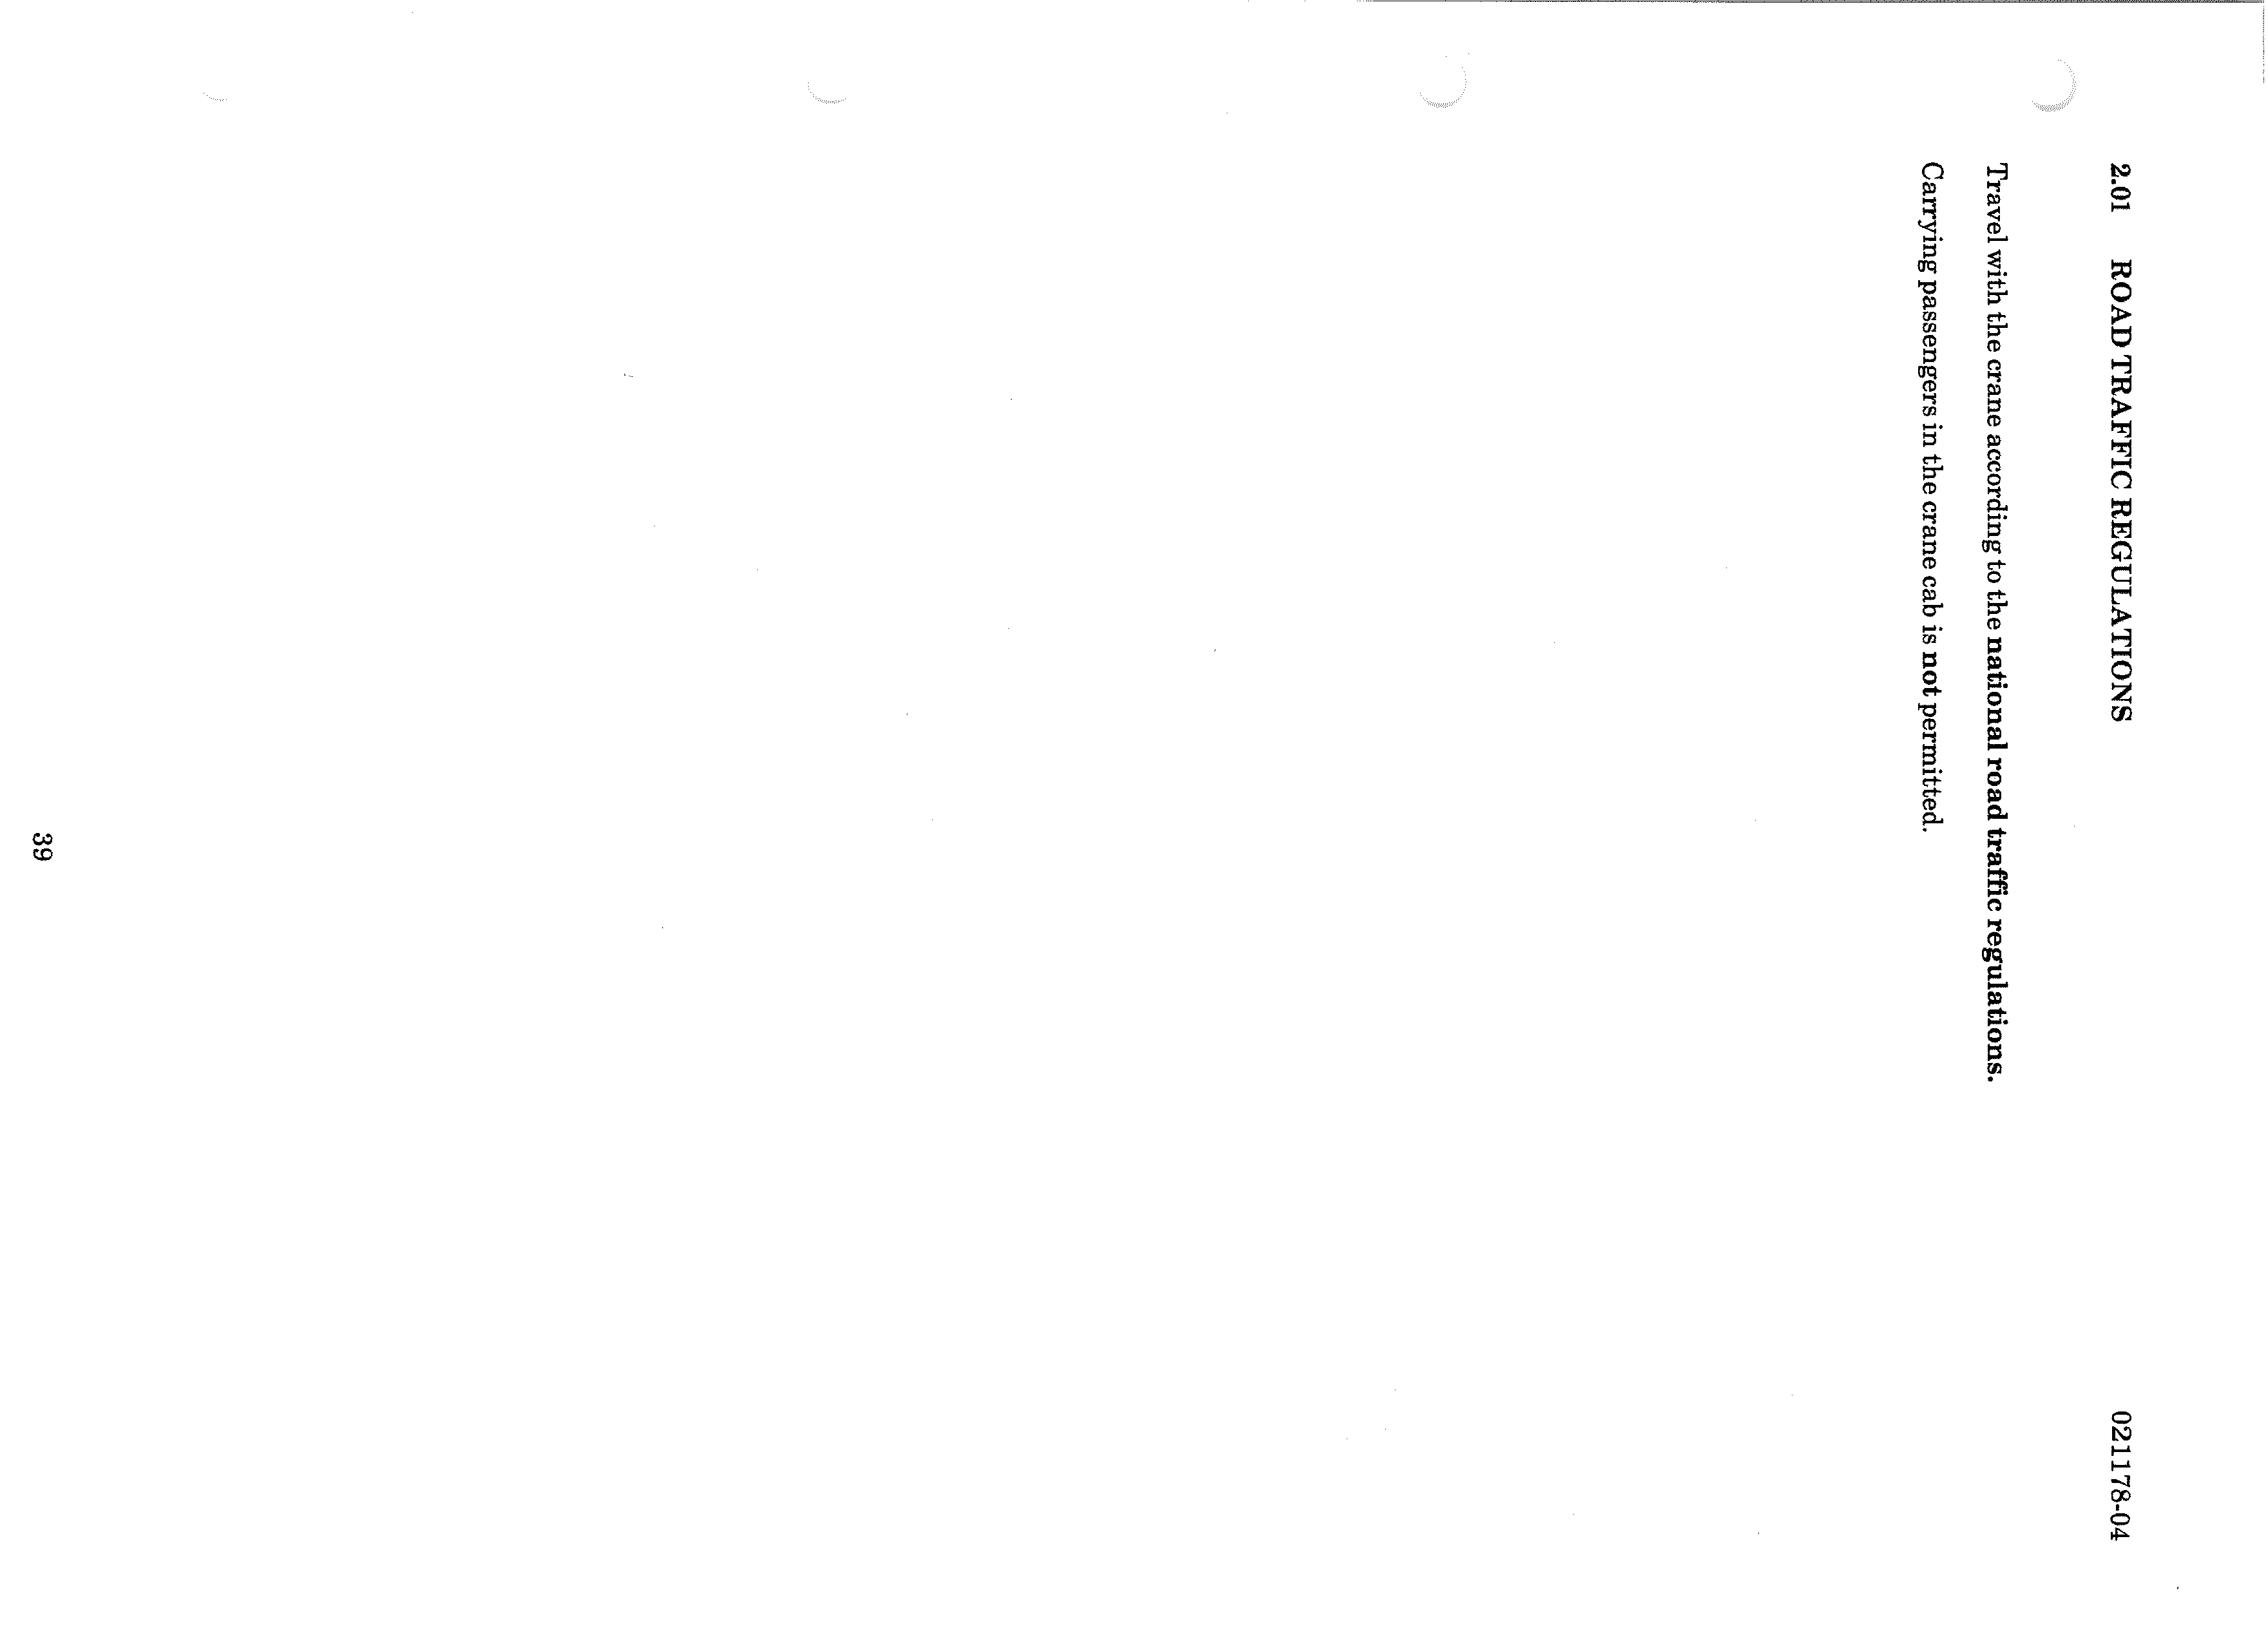 2.01 ROAD TRAFFIC REGULATIONS 021178-04
Travel with the crane according to the national road traffic regulations.
Carrying passengers in the crane cab is not permitted.
39